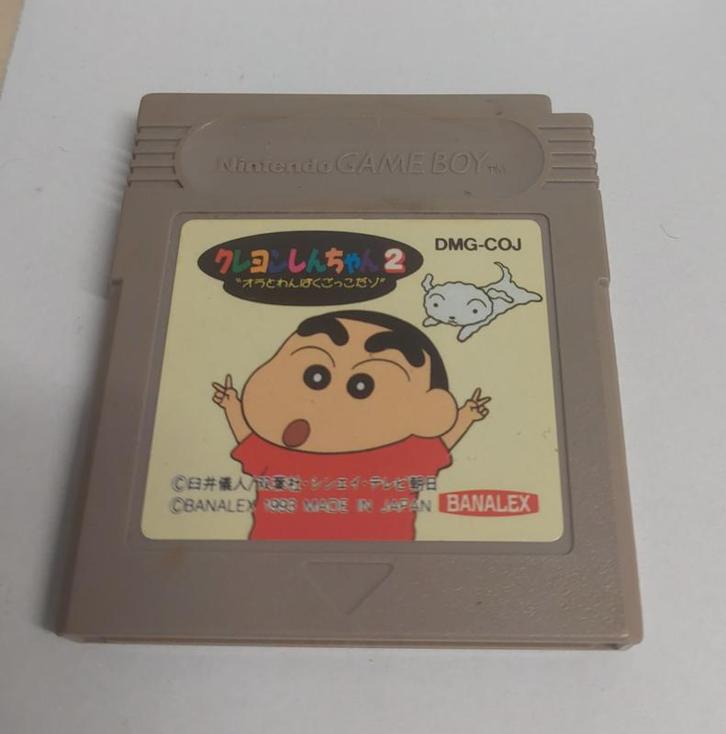 Nintendo GAME BOY™
クレヨンしんちゃん2
"オラとわんぱくごっこだゾ"
DMG-COJ
©臼井儀人/双葉社・シンエイ・テレビ朝日
©BANALEX 1993 MADE IN JAPAN
BANALEX